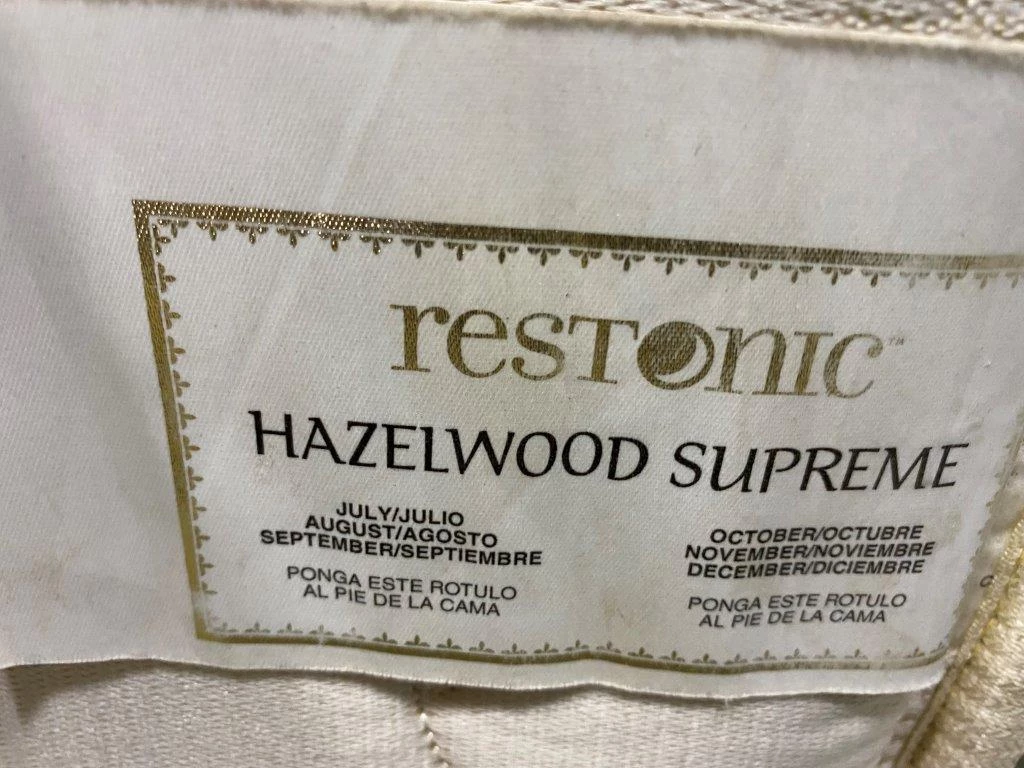 resTonic™
HAZELWOOD SUPREME
JULY/JULIO
AUGUST/AGOSTO
SEPTEMBER/SEPTIEMBRE
PONGA ESTE ROTULO
AL PIE DE LA CAMA
OCTOBER/OCTUBRE
NOVEMBER/NOVIEMBRE
DECEMBER/DICIEMBRE
PONGA ESTE ROTULO
AL PIE DE LA CAMA